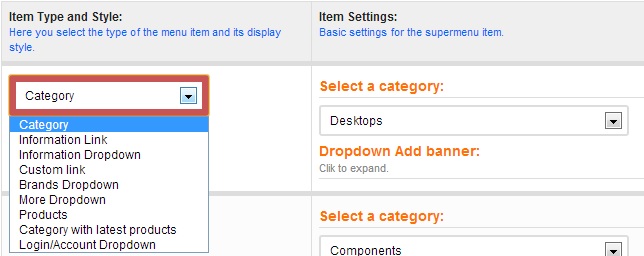 Item Type and Style:
Here you select the type of the menu item and its display
style.
Item Settings:
Basic settings for the supermenu item.
Category
Category
Information Link
Information Dropdown
Custom link
Brands Dropdown
More Dropdown
Products
Category with latest products
Login/Account Dropdown
Select a category:
Desktops
Dropdown Add banner:
Clik to expand.
Select a category:
Components